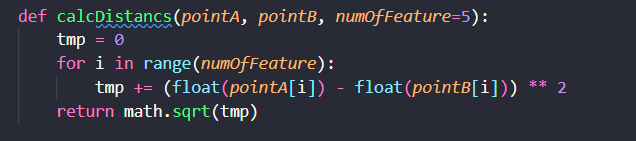 def calcDistancs(pointA, pointB, numOfFeature=5):
    tmp = 0
    for i in range(numOfFeature):
        tmp += (float(pointA[i]) - float(pointB[i])) ** 2
    return math.sqrt(tmp)